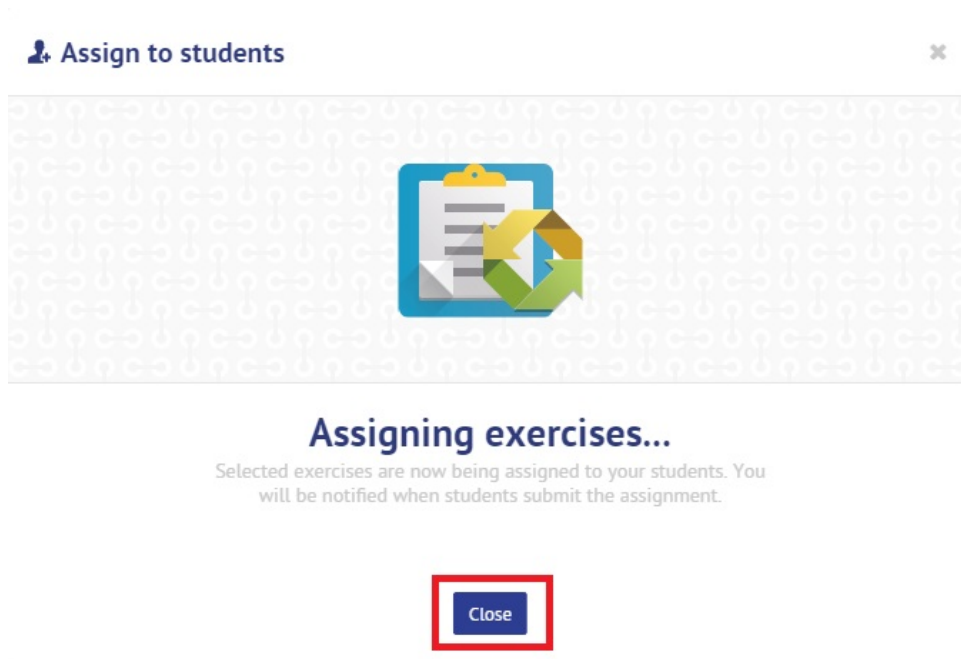 Assign to students
Assigning exercises...
Selected exercises are now being assigned to your students. You
will be notified when students submit the assignment.
Close